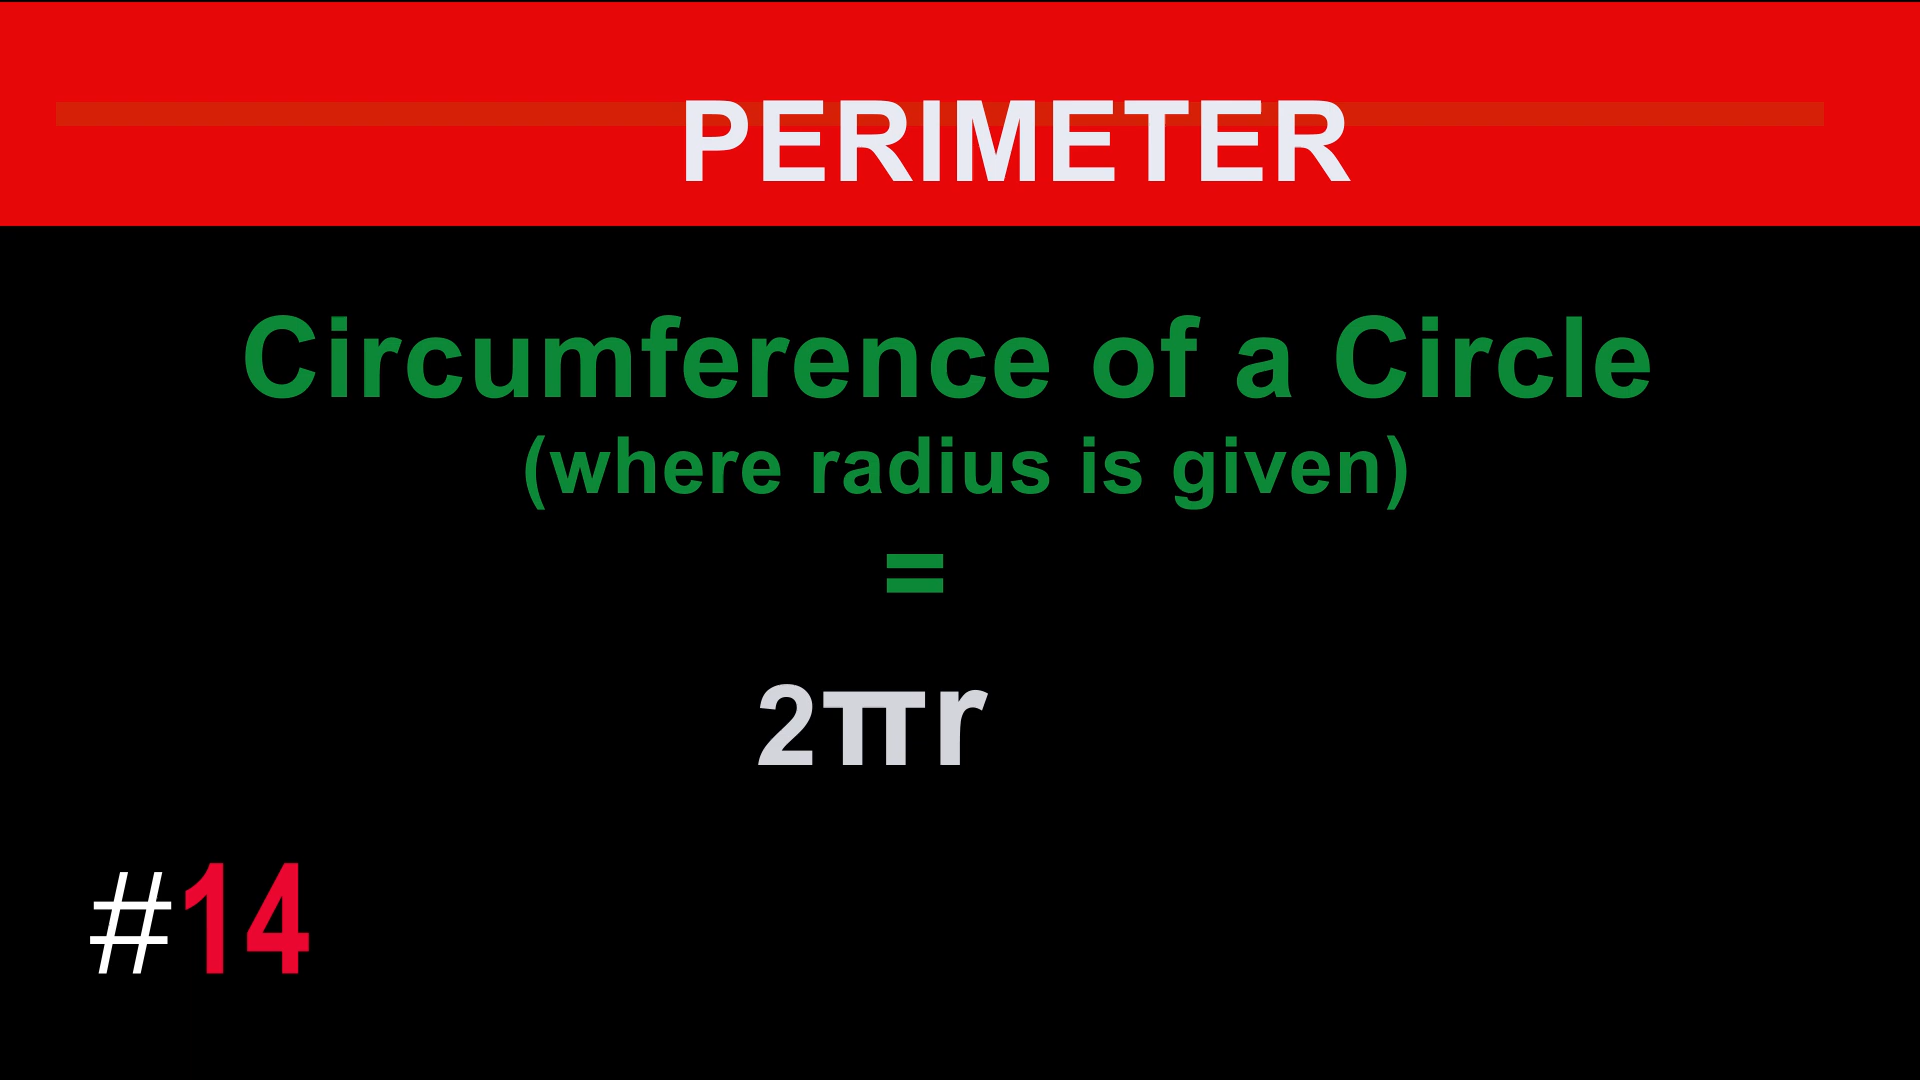 PERIMETER
Circumference of a Circle
(where radius is given)
=
2πr
#14